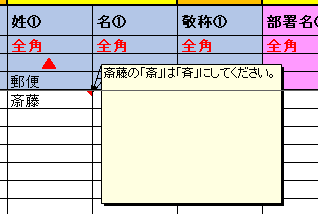 姓① 名① 敬称① 部署名①
全角 全角 全角 全角
郵便
斎藤
斎藤の「斎」は「斉」にしてください。